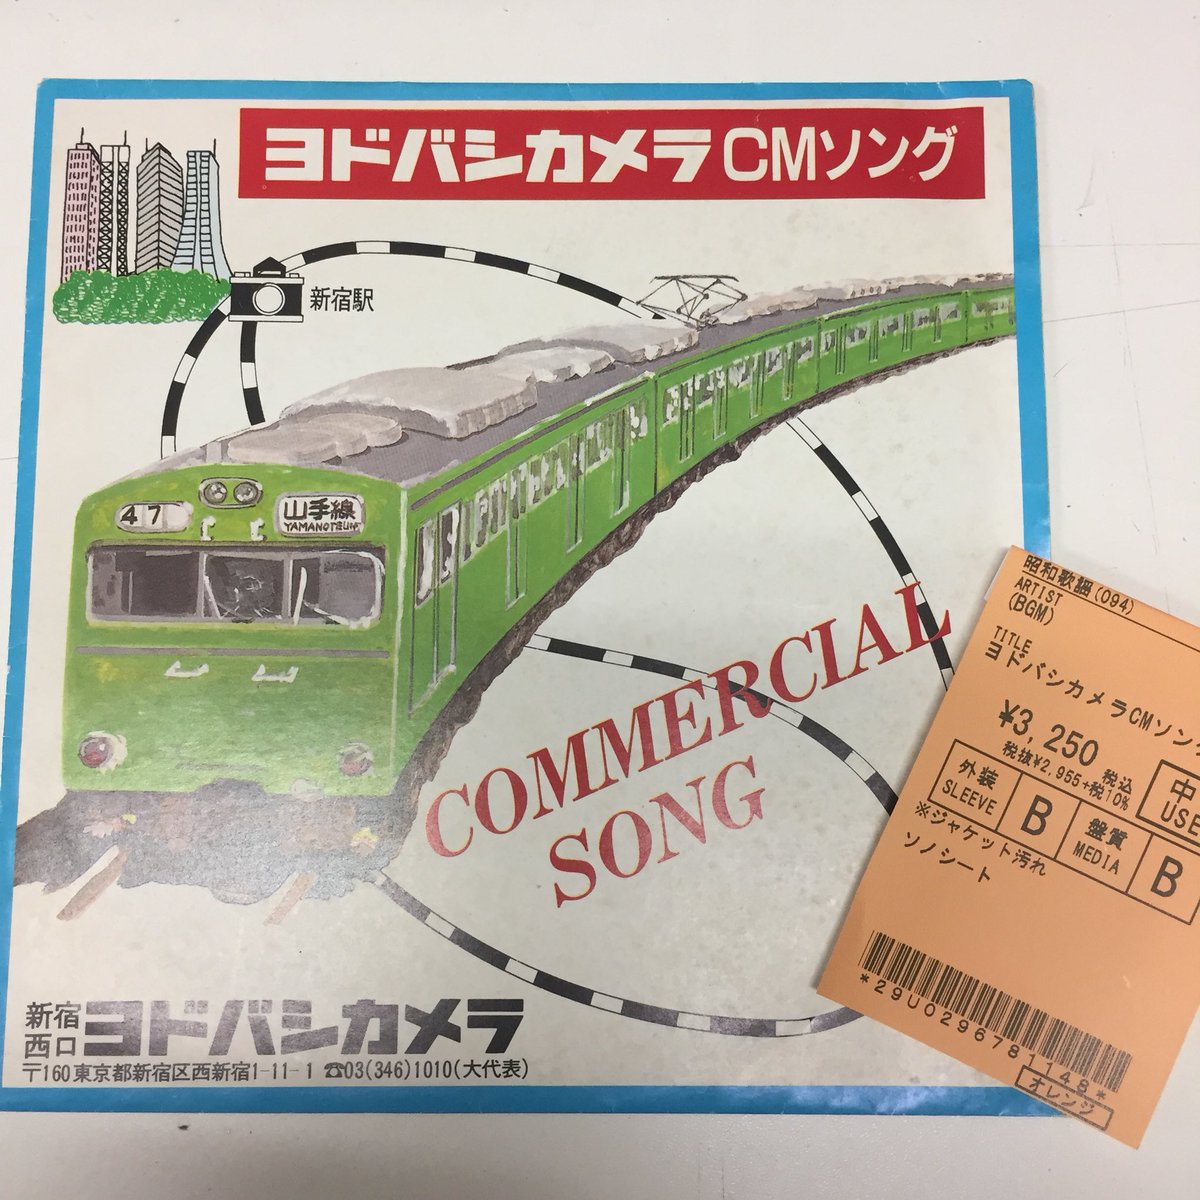 ヨドバシカメラCMソング
新宿駅
47
山手線
YAMANOTELINE
COMMERCIAL
SONG
新宿
西口
ヨドバシカメラ
〒160 東京都新宿区西新宿1-11-1 ☎03(346)1010(大代表)
昭和歌謡(094)
ARTIST
(BGM)
TITLE
ヨドバシカメラCMソング
¥3,250 税込
税抜¥2,955+税10%
中
USE
外装
SLEEVE
B
盤質
MEDIA
B
※ジャケット汚れ
ソノシート
*29U0296781148*
オレンジ